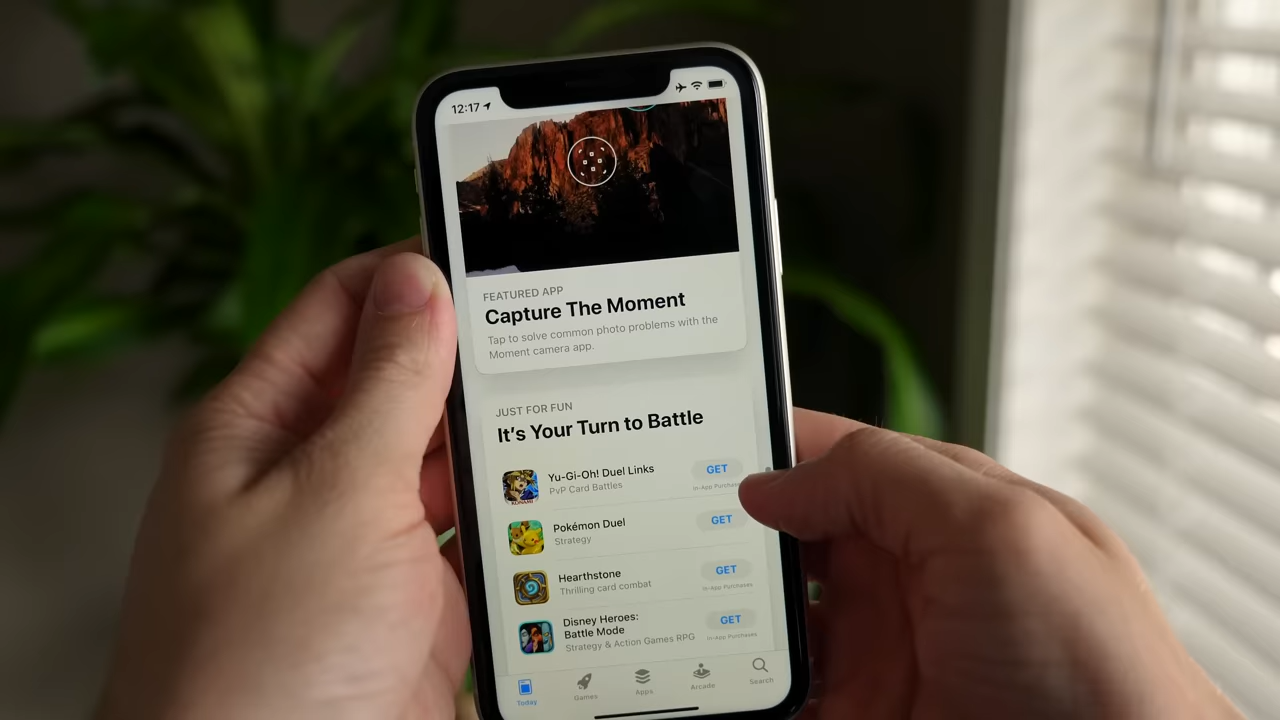 12:17
FEATURED APP
Capture The Moment
Tap to solve common photo problems with the
Moment camera app.
JUST FOR FUN
It's Your Turn to Battle
Yu-Gi-Oh! Duel Links
PvP Card Battles
GET
In-App Purchases
KONAMI
Pokémon Duel
Strategy
GET
Hearthstone
Thrilling card combat
GET
In-App Purchases
Disney Heroes:
Battle Mode
Strategy & Action Games RPG
GET
In-App Purchases
Today
Games
Apps
Arcade
Search